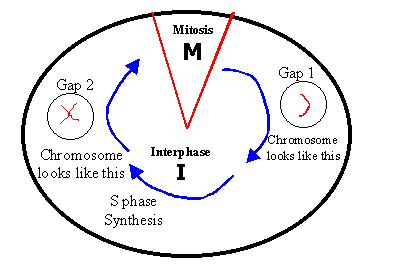 Mitosis
M
Gap 2
Gap 1
Chromosome
looks like this
Chromosome
looks like this
Interphase
I
S phase
Synthesis